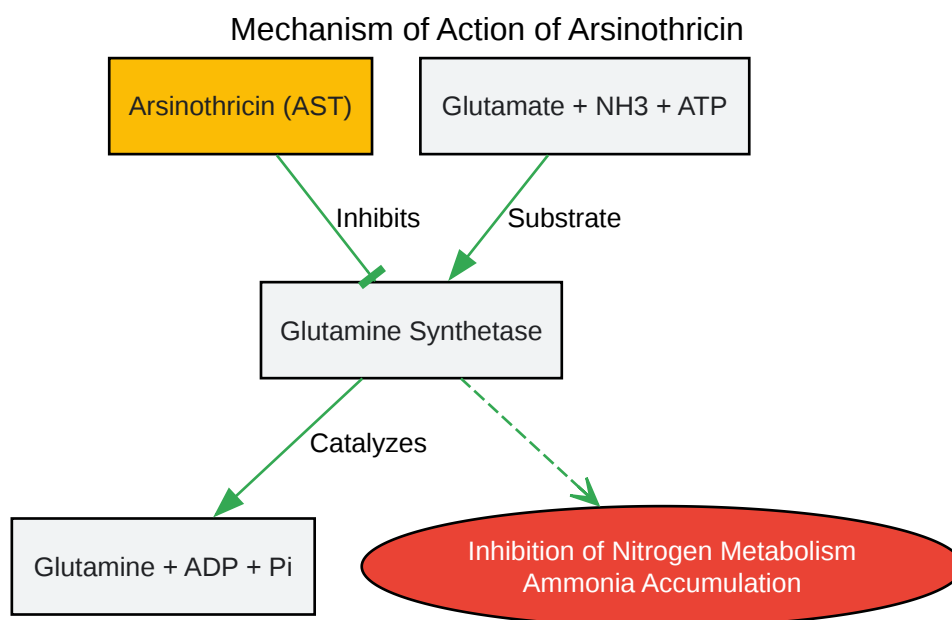 Mechanism of Action of Arsinothricin
Arsinothricin (AST)
Glutamate + NH3 + ATP
Inhibits
Substrate
Glutamine Synthetase
Catalyzes
Glutamine + ADP + Pi
Inhibition of Nitrogen Metabolism
Ammonia Accumulation